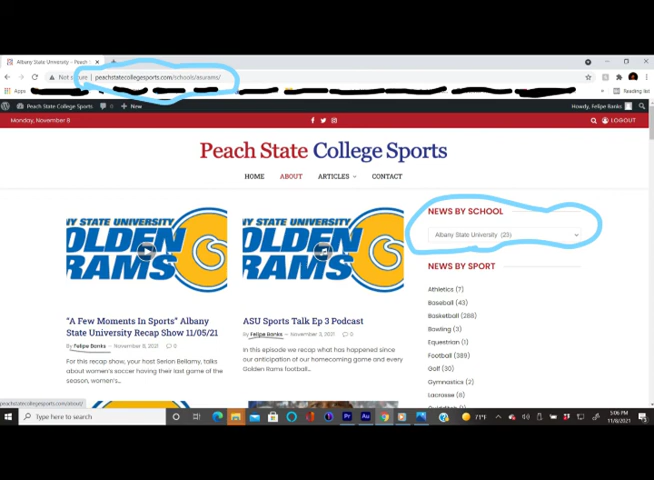 Albany State University - Peach
Not secure | peachstatecollegesports.com/schools/asurams/
Apps
Reading list
Peach State College Sports 0 + New
Howdy, Felipe Banks
Monday, November 8
LOGOUT
Peach State College Sports
HOME ABOUT ARTICLES CONTACT
NEWS BY SCHOOL
Albany State University (23)
NY STATE UNIVERSITY
OLDEN
RAMS
NY STATE UNIVERSITY
OLDEN
RAMS
NEWS BY SPORT
Athletics (7)
Baseball (43)
Basketball (288)
Bowling (3)
Equestrian (1)
Football (389)
Golf (30)
Gymnastics (2)
Lacrosse (8)
"A Few Moments In Sports" Albany
State University Recap Show 11/05/21
By Felipe Banks - November 8, 2021 0
For this recap show, your host Serion Bellamy, talks
about women's soccer having their last game of the
season, women's...
ASU Sports Talk Ep 3 Podcast
By Felipe Banks - November 3, 2021 0
In this episode we recap what has happened since
our anticipation of our homecoming game and every
Golden Rams football...
peachstatecollegesports.com/about/
Type here to search
71°F
5:06 PM
11/8/2021